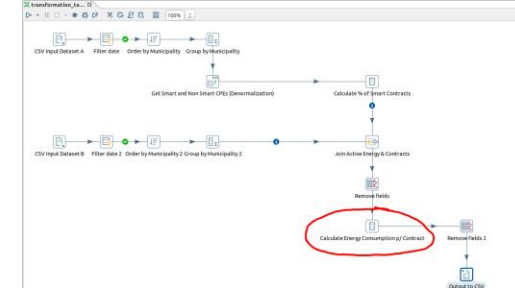 transformation_ta...
100%
CSV Input Dataset A
Filter date
Order by Municipality
Group by Municipality
Get Smart and Non Smart CPEs (Denormalization)
Calculate % of Smart Contracts
CSV Input Dataset B
Filter date 2
Order by Municipality 2
Group by Municipality 2
Join Active Energy & Contracts
Remove fields
Calculate Energy Consumption p/ Contract
Remove fields 2
Output to CSV